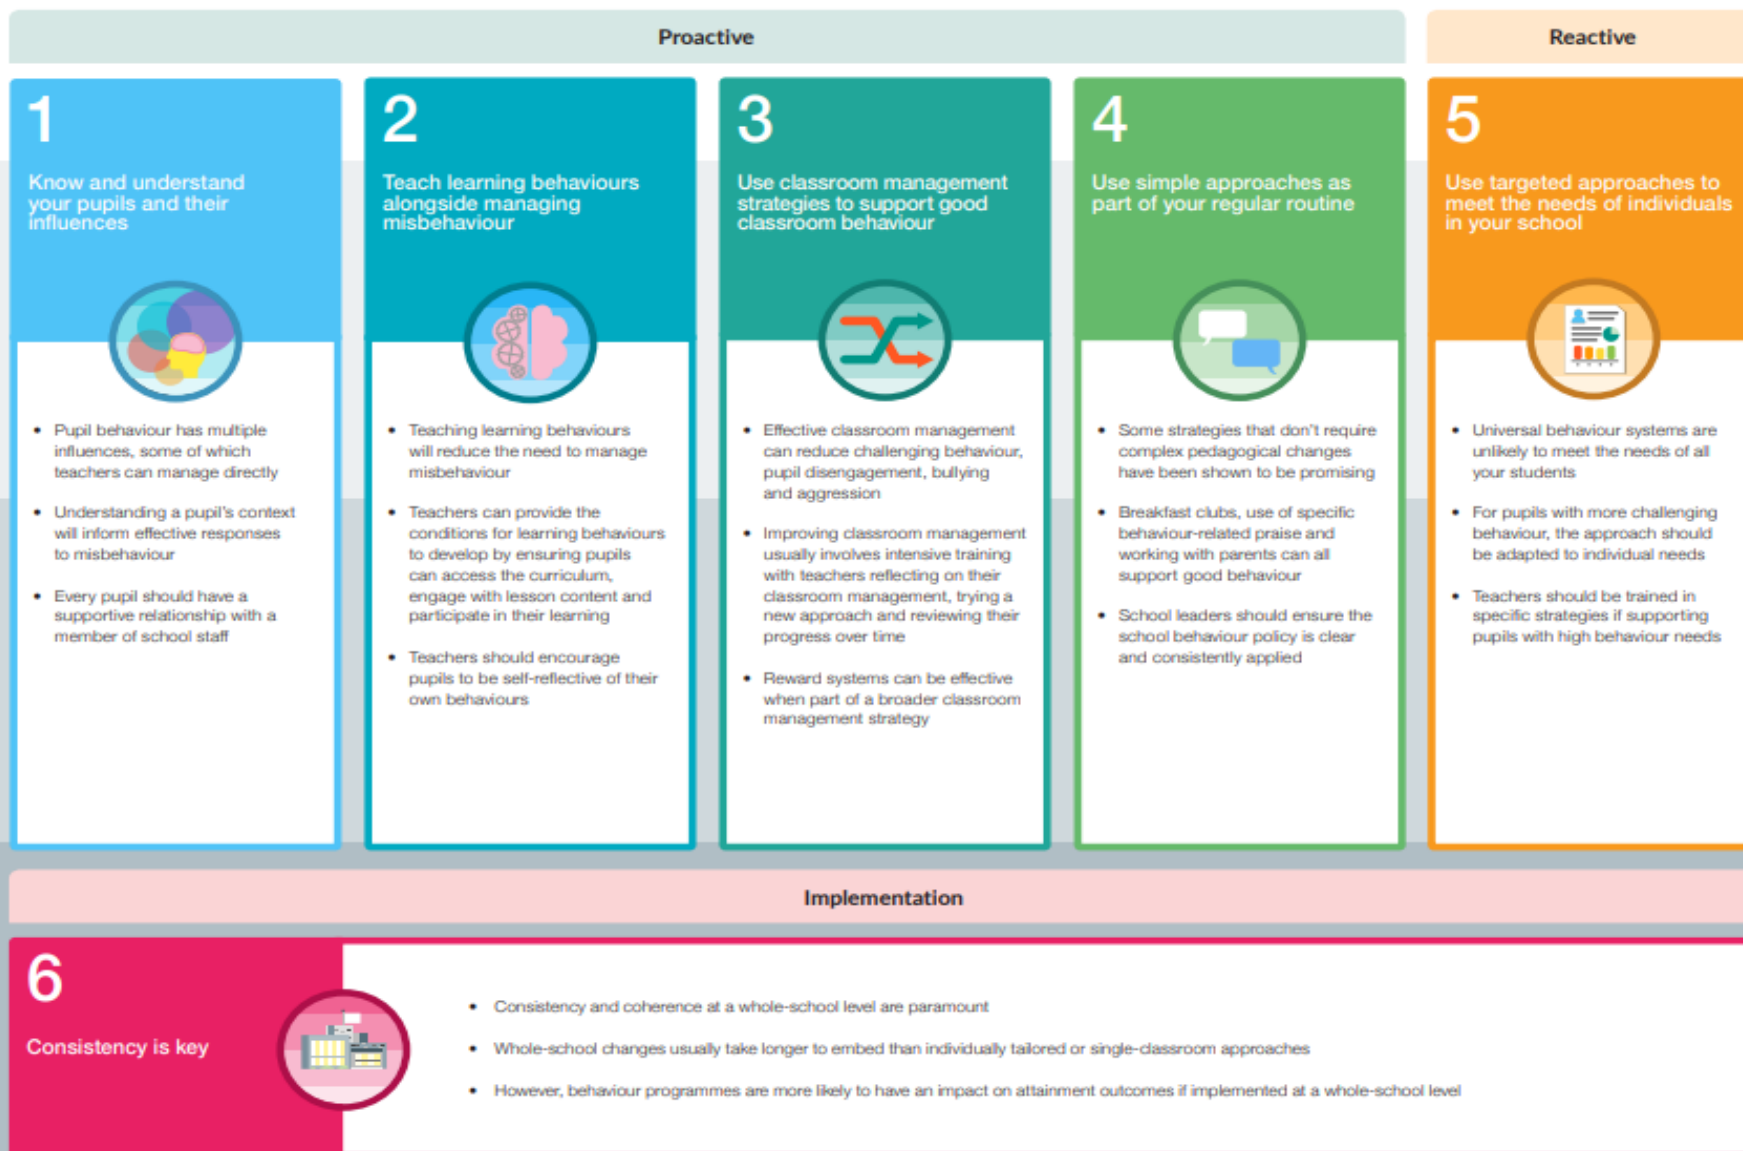 Proactive
Reactive
1
Know and understand
your pupils and their
influences
• Pupil behaviour has multiple
influences, some of which
teachers can manage directly
• Understanding a pupil's context
will inform effective responses
to misbehaviour
• Every pupil should have a
supportive relationship with a
member of school staff
2
Teach learning behaviours
alongside managing
misbehaviour
• Teaching learning behaviours
will reduce the need to manage
misbehaviour
• Teachers can provide the
conditions for learning behaviours
to develop by ensuring pupils
can access the curriculum,
engage with lesson content and
participate in their learning
• Teachers should encourage
pupils to be self-reflective of their
own behaviours
3
Use classroom management
strategies to support good
classroom behaviour
• Effective classroom management
can reduce challenging behaviour,
pupil disengagement, bullying
and aggression
• Improving classroom management
usually involves intensive training
with teachers reflecting on their
classroom management, trying a
new approach and reviewing their
progress over time
• Reward systems can be effective
when part of a broader classroom
management strategy
4
Use simple approaches as
part of your regular routine
• Some strategies that don't require
complex pedagogical changes
have been shown to be promising
• Breakfast clubs, use of specific
behaviour-related praise and
working with parents can all
support good behaviour
• School leaders should ensure the
school behaviour policy is clear
and consistently applied
5
Use targeted approaches to
meet the needs of individuals
in your school
• Universal behaviour systems are
unlikely to meet the needs of all
your students
• For pupils with more challenging
behaviour, the approach should
be adapted to individual needs
• Teachers should be trained in
specific strategies if supporting
pupils with high behaviour needs
Implementation
6
Consistency is key
• Consistency and coherence at a whole-school level are paramount
• Whole-school changes usually take longer to embed than individually tailored or single-classroom approaches
• However, behaviour programmes are more likely to have an impact on attainment outcomes if implemented at a whole-school level